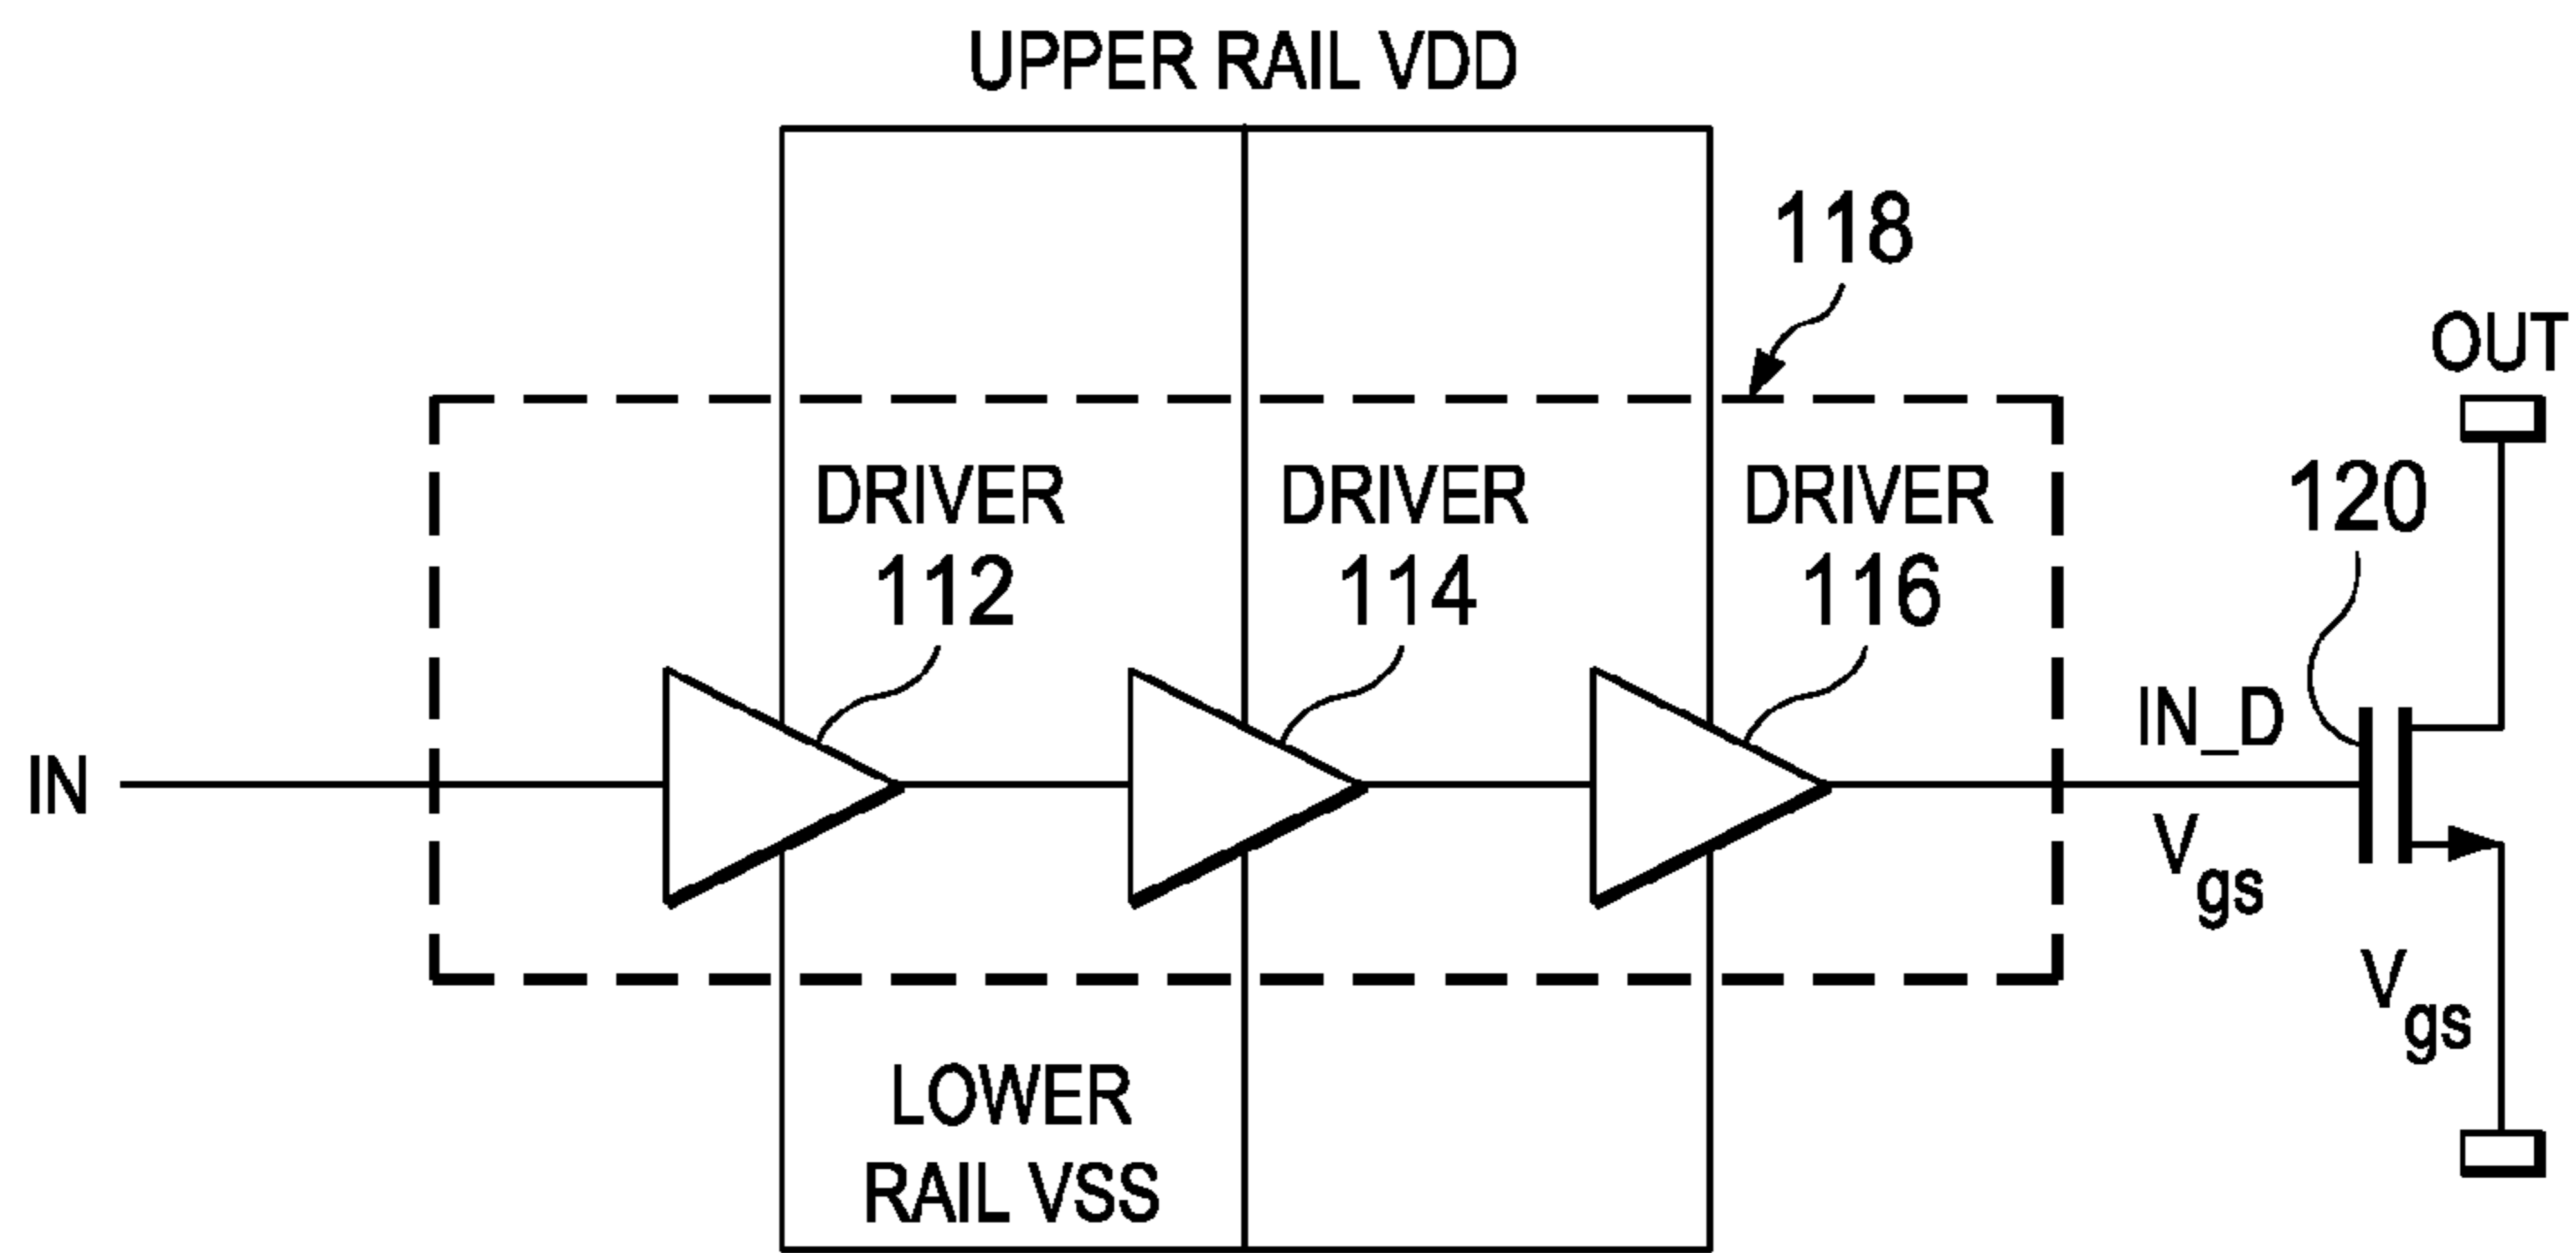 UPPER RAIL VDD
118
OUT
DRIVER
112
DRIVER
114
DRIVER
116
120
IN
IN_D
Vgs
Vgs
LOWER
RAIL VSS